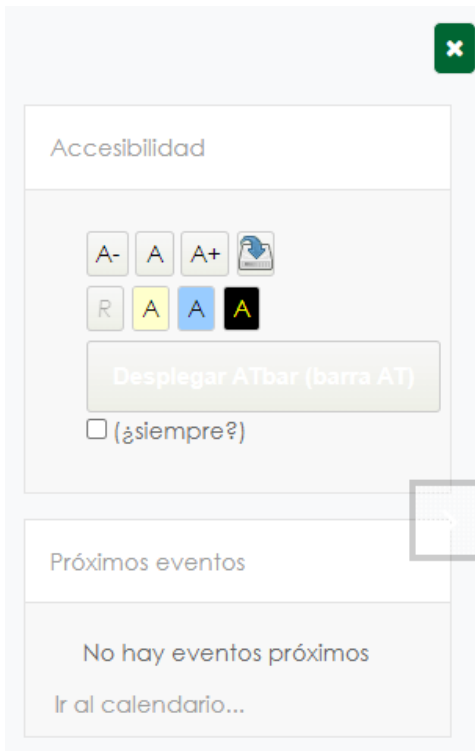 Accesibilidad
A- A A+
R A A A
Desplegar ATbar (barra AT)
(¿siempre?)
Próximos eventos
No hay eventos próximos
Ir al calendario...